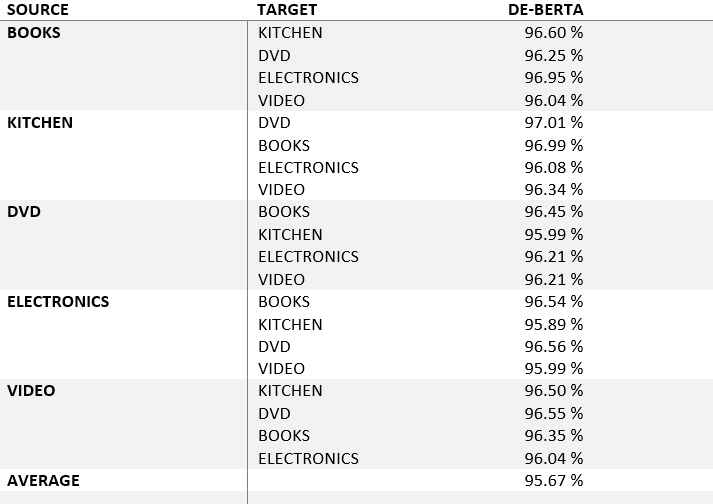 SOURCE TARGET DE-BERTA
BOOKS KITCHEN 96.60 %
DVD 96.25 %
ELECTRONICS 96.95 %
VIDEO 96.04 %
KITCHEN DVD 97.01 %
BOOKS 96.99 %
ELECTRONICS 96.08 %
VIDEO 96.34 %
DVD BOOKS 96.45 %
KITCHEN 95.99 %
ELECTRONICS 96.21 %
VIDEO 96.21 %
ELECTRONICS BOOKS 96.54 %
KITCHEN 95.89 %
DVD 96.56 %
VIDEO 95.99 %
VIDEO KITCHEN 96.50 %
DVD 96.55 %
BOOKS 96.35 %
ELECTRONICS 96.04 %
AVERAGE 95.67 %